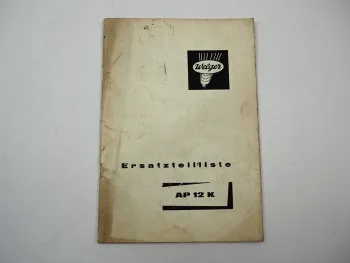 Welger
Ersatzteilliste
AP 12 K